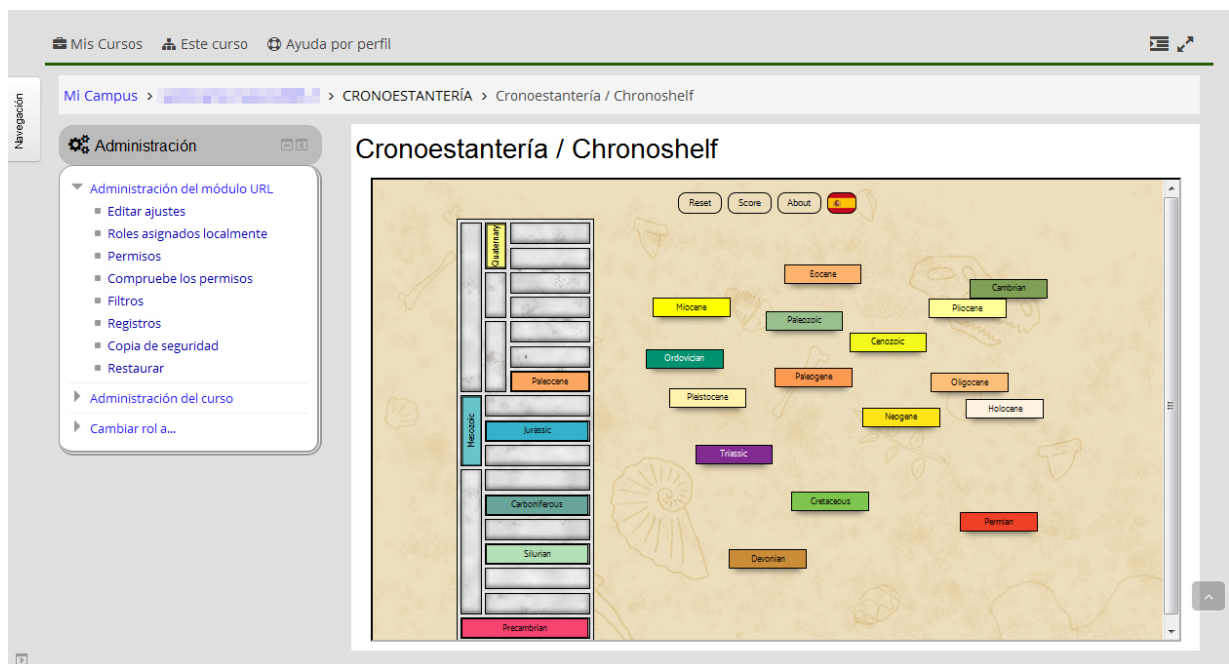 Mis Cursos Este curso Ayuda por perfil
Navegación
Mi Campus > > CRONOESTANTERÍA > Cronoestantería / Chronoshelf
Administración
Administración del módulo URL
Editar ajustes
Roles asignados localmente
Permisos
Compruebe los permisos
Filtros
Registros
Copia de seguridad
Restaurar
Administración del curso
Cambiar rol a...
Cronoestantería / Chronoshelf
Reset Score About
Quaternary
Paleocene
Mesozoic
Jurassic
Carboniferous
Silurian
Precambrian
Eocene
Cambrian
Miocene
Pliocene
Paleozoic
Cenozoic
Ordovician
Paleogene
Oligocene
Pleistocene
Holocene
Neogene
Triassic
Cretaceous
Permian
Devonian